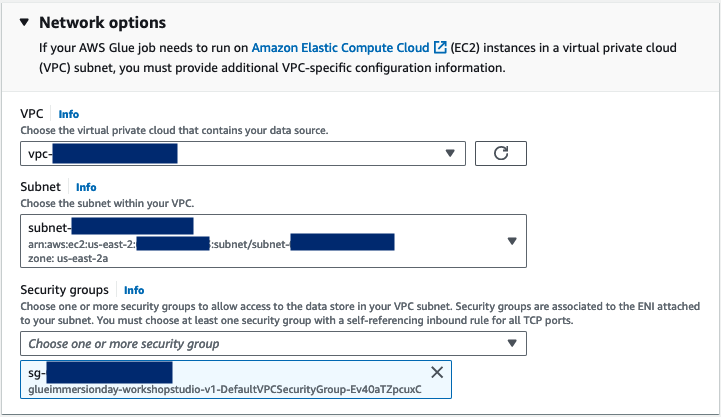 Network options
If your AWS Glue job needs to run on Amazon Elastic Compute Cloud (EC2) instances in a virtual private cloud
(VPC) subnet, you must provide additional VPC-specific configuration information.
VPC Info
Choose the virtual private cloud that contains your data source.
vpc-
Subnet Info
Choose the subnet within your VPC.
subnet-
arn:aws:ec2:us-east-2: :subnet/subnet-
zone: us-east-2a
Security groups Info
Choose one or more security groups to allow access to the data store in your VPC subnet. Security groups are associated to the ENI attached
to your subnet. You must choose at least one security group with a self-referencing inbound rule for all TCP ports.
Choose one or more security group
sg-
glueimmersionday-workshopstudio-v1-DefaultVPCSecurityGroup-Ev40aTZpcuxC